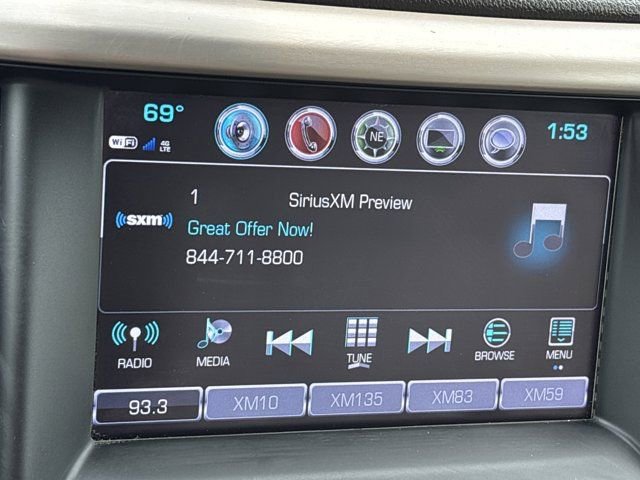 69°
NE
1:53
WiFi
4G
LTE
1 SiriusXM Preview
((sxm))
Great Offer Now!
844-711-8800
RADIO
MEDIA
TUNE
BROWSE
MENU
93.3
XM10
XM135
XM83
XM59